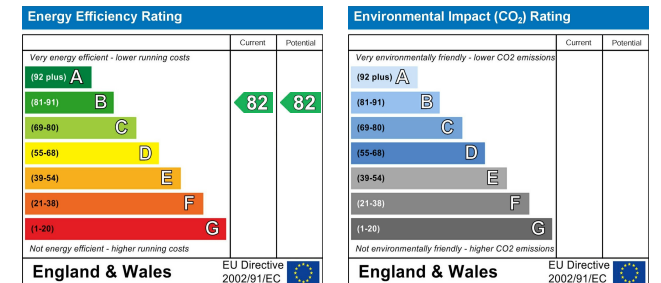 Energy Efficiency Rating
Current Potential
Very energy efficient - lower running costs
(92 plus) A
(81-91) B 82 82
(69-80) C
(55-68) D
(39-54) E
(21-38) F
(1-20) G
Not energy efficient - higher running costs
England & Wales
EU Directive
2002/91/EC
Environmental Impact (CO₂) Rating
Current Potential
Very environmentally friendly - lower CO2 emissions
(92 plus) A
(81-91) B
(69-80) C
(55-68) D
(39-54) E
(21-38) F
(1-20) G
Not environmentally friendly - higher CO2 emissions
England & Wales
EU Directive
2002/91/EC